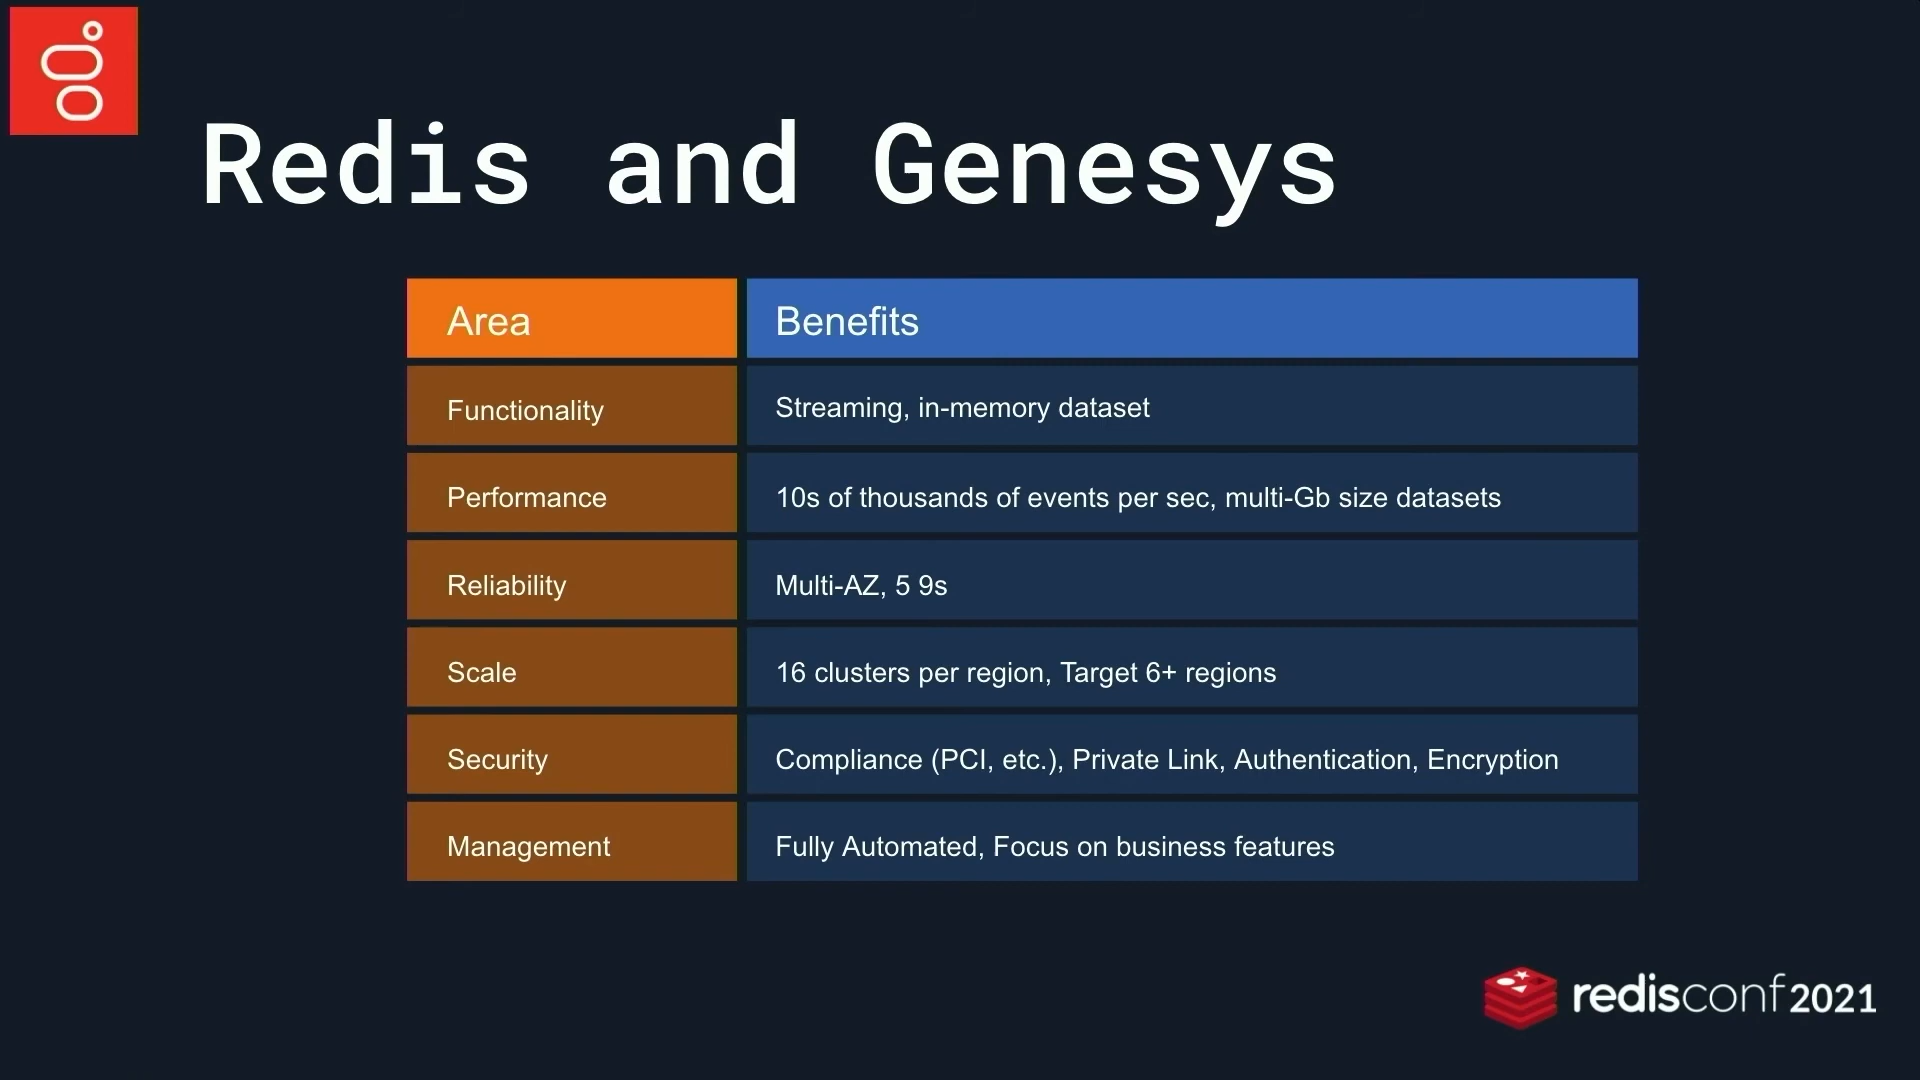 Redis and Genesys
Area
Benefits
Functionality
Streaming, in-memory dataset
Performance
10s of thousands of events per sec, multi-Gb size datasets
Reliability
Multi-AZ, 5 9s
Scale
16 clusters per region, Target 6+ regions
Security
Compliance (PCI, etc.), Private Link, Authentication, Encryption
Management
Fully Automated, Focus on business features
redisconf 2021